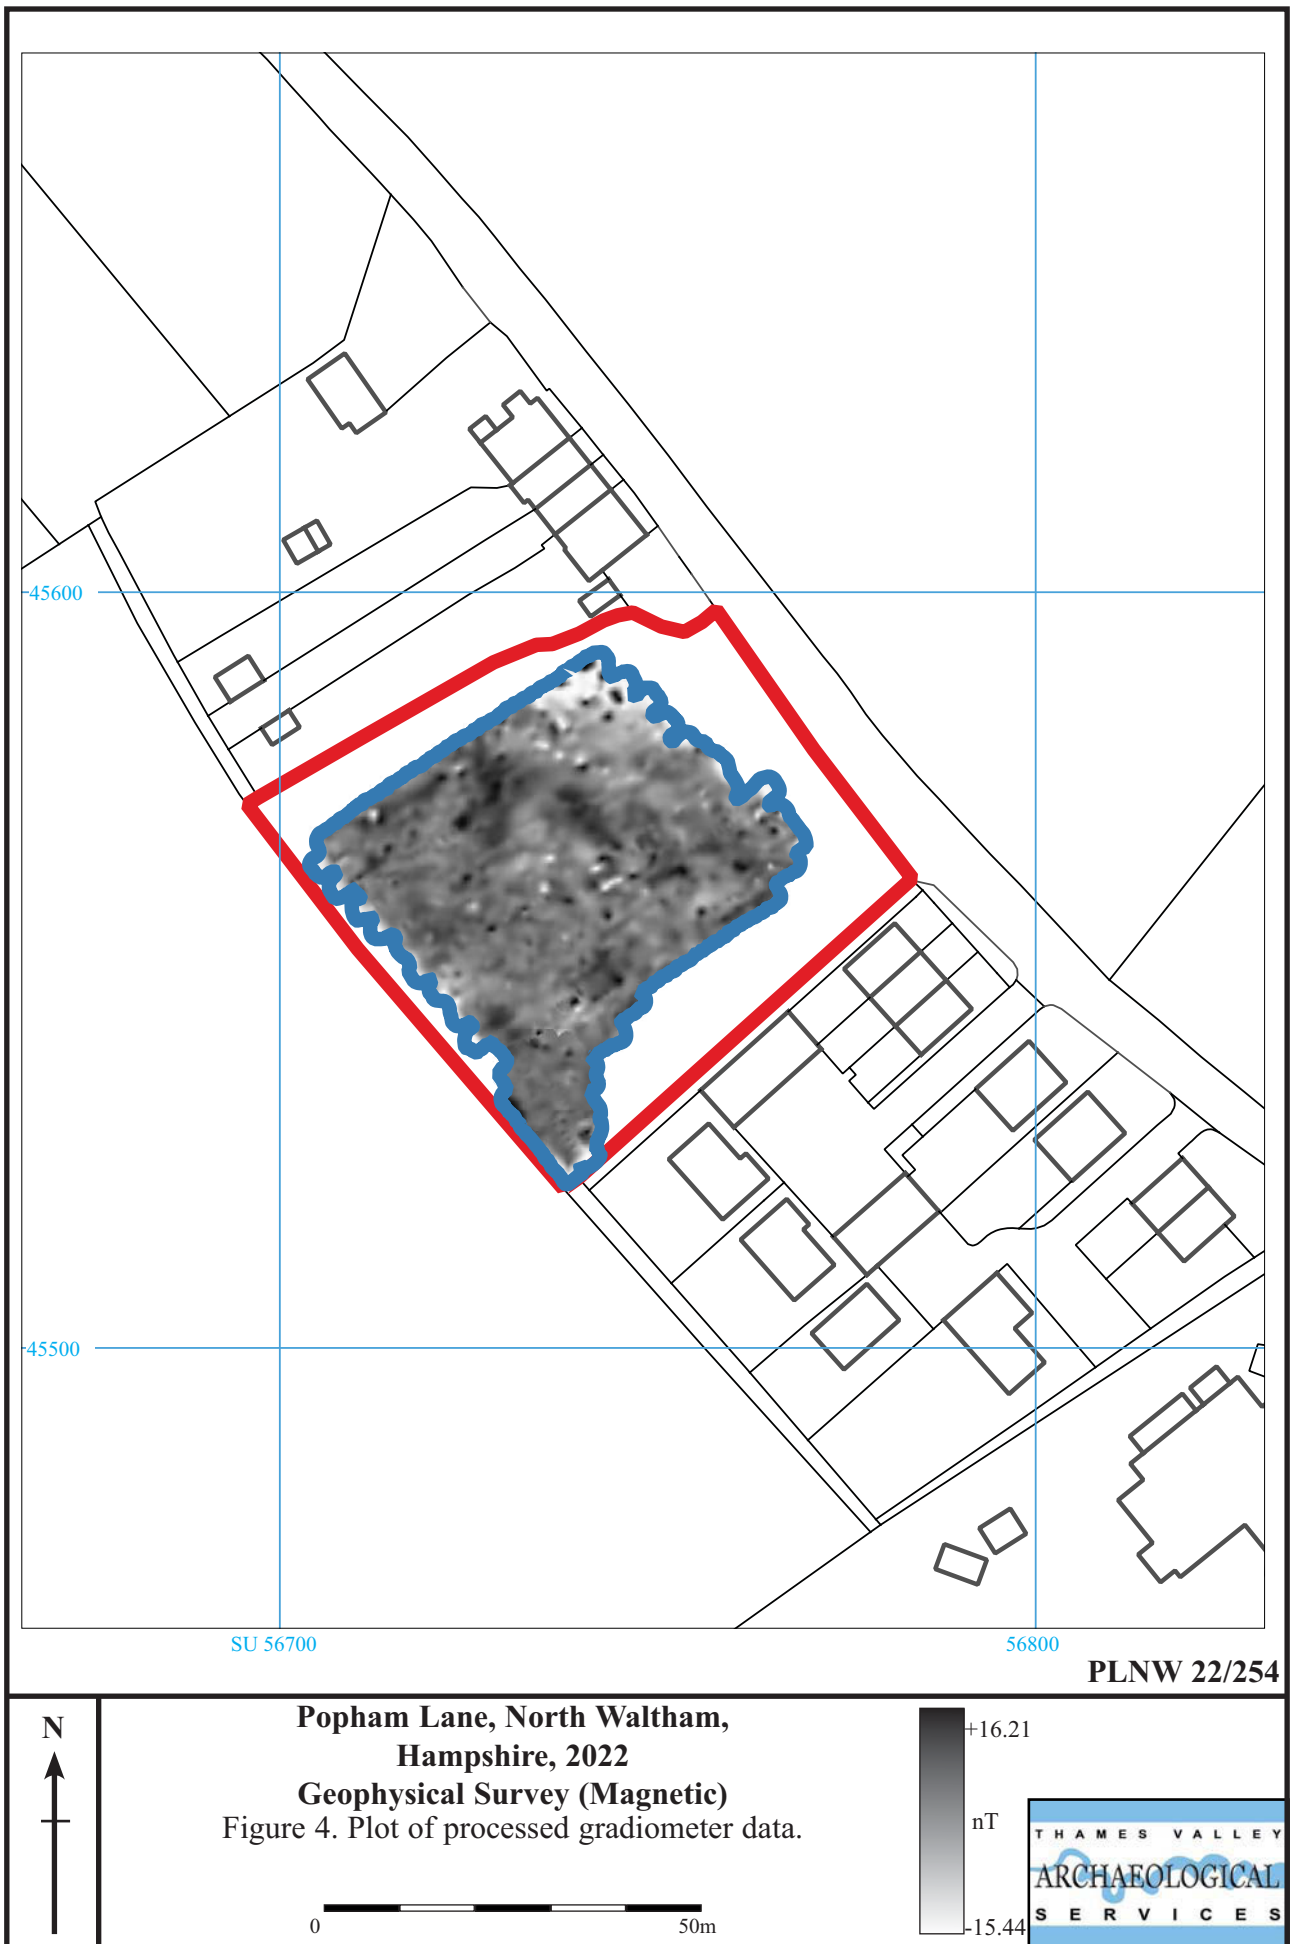 45600
45500
SU 56700
56800
PLNW 22/254
N
Popham Lane, North Waltham,
Hampshire, 2022
Geophysical Survey (Magnetic)
Figure 4. Plot of processed gradiometer data.
0
50m
+16.21
nT
-15.44
THAMES VALLEY
ARCHAEOLOGICAL
SERVICES